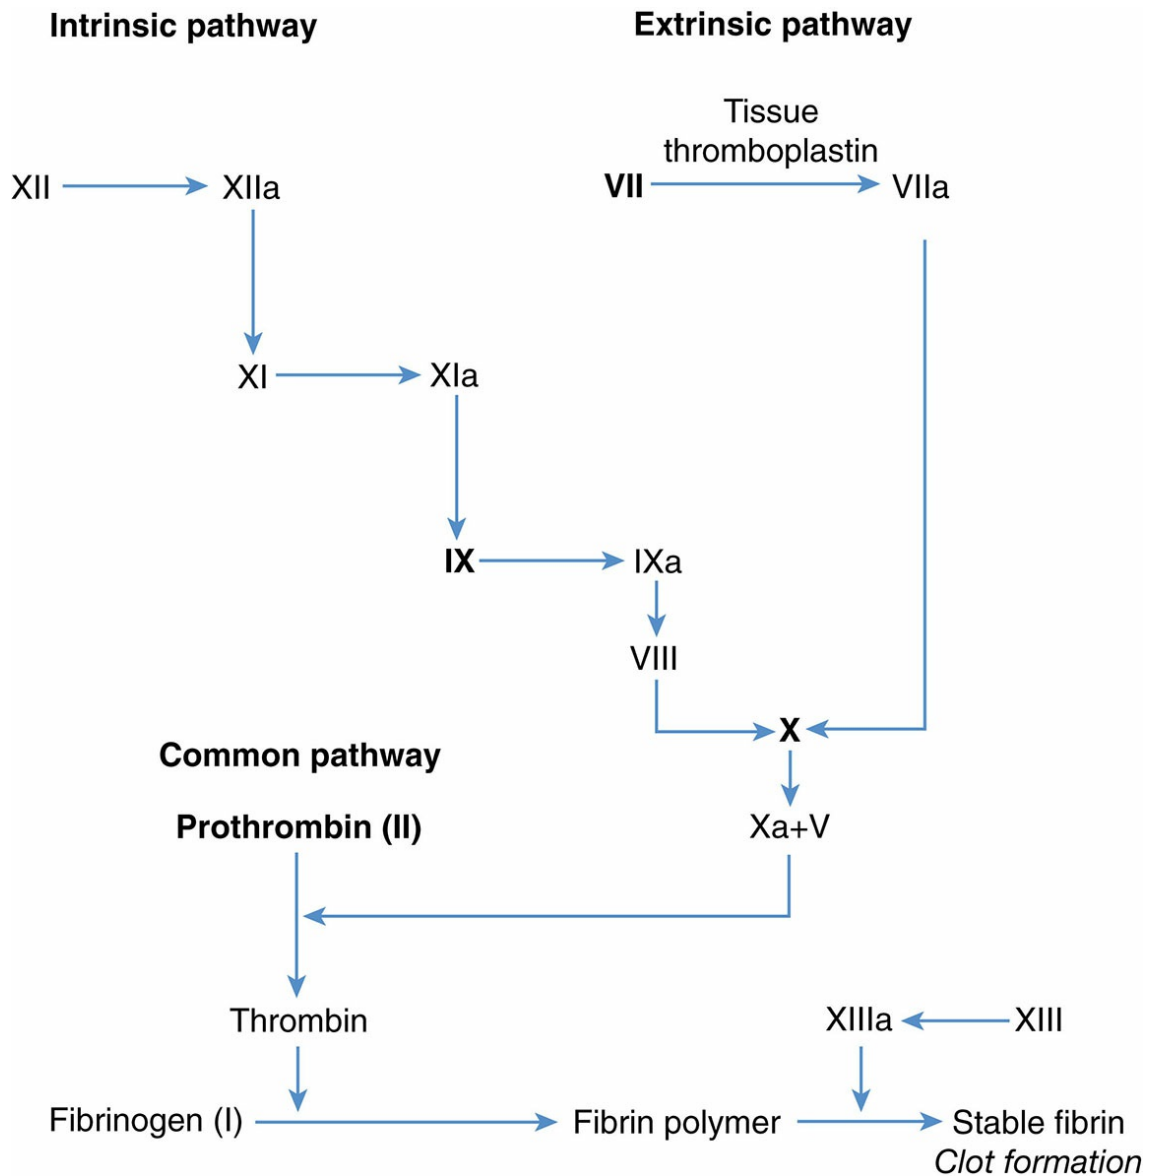 Intrinsic pathway
Extrinsic pathway
Tissue
thromboplastin
XII
XIIa
VII
VIIa
XI
XIa
IX
IXa
VIII
X
Common pathway
Prothrombin (II)
Xa+V
Thrombin
XIIIa
XIII
Fibrinogen (I)
Fibrin polymer
Stable fibrin
Clot formation